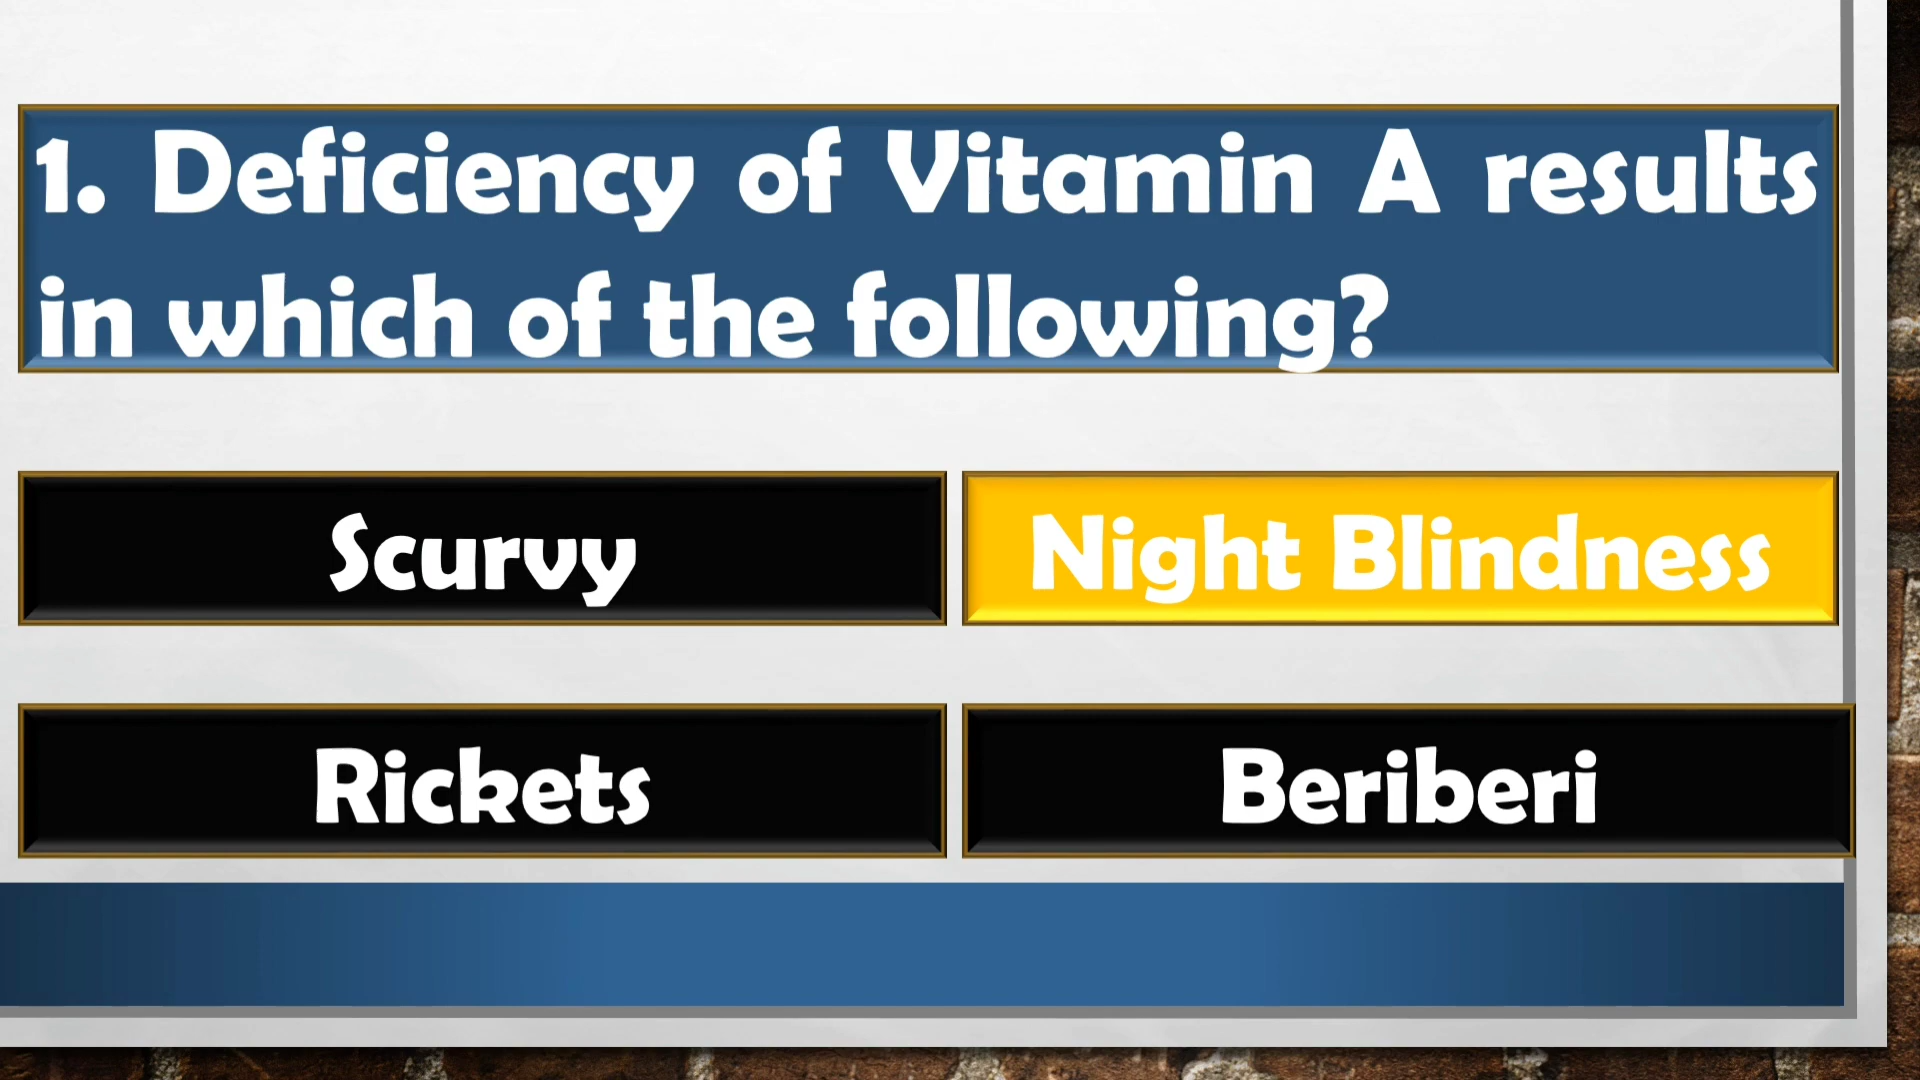 1. Deficiency of Vitamin A results
in which of the following?
Scurvy
Night Blindness
Rickets
Beriberi